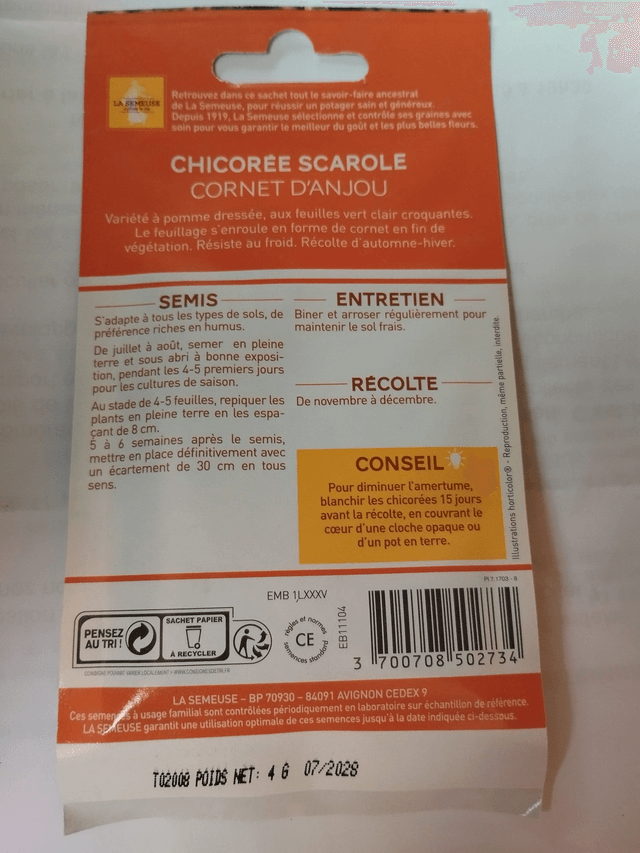 LA SEMEUSE
Retrouvez dans ce sachet tout le savoir-faire ancestral
de La Semeuse, pour réussir un potager sain et généreux.
Depuis 1919, La Semeuse sélectionne et contrôle ses graines avec
soin pour vous garantir le meilleur du goût et les plus belles fleurs.
CHICORÉE SCAROLE
CORNET D'ANJOU
Variété à pomme dressée, aux feuilles vert clair croquantes.
Le feuillage s'enroule en forme de cornet en fin de
végétation. Résiste au froid. Récolte d'automne-hiver.
SEMIS
S'adapte à tous les types de sols, de
préférence riches en humus.
De juillet à août, semer en pleine
terre et sous abri à bonne exposi-
tion, pendant les 4-5 premiers jours
pour les cultures de saison.
Au stade de 4-5 feuilles, repiquer les
plants en pleine terre en les espa-
çant de 8 cm.
5 à 6 semaines après le semis,
mettre en place définitivement avec
un écartement de 30 cm en tous
sens.
ENTRETIEN
Biner et arroser régulièrement pour
maintenir le sol frais.
RÉCOLTE
De novembre à décembre.
CONSEIL
Pour diminuer l'amertume,
blanchir les chicorées 15 jours
avant la récolte, en couvrant le
cœur d'une cloche opaque ou
d'un pot en terre.
Illustrations horticolor® - Reproduction, même partielle, interdite.
PI 7.1703 - 8
EMB 1LXXXV
PENSEZ
AU TRI !
SACHET PAPIER
À RECYCLER
CONSIGNE POUVANT VARIER LOCALEMENT • WWW.CONSIGNESDETRI.FR
règles et normes
CE
semences standard
EB11104
3 700708 502734
LA SEMEUSE – BP 70930 – 84091 AVIGNON CEDEX 9
Ces semences à usage familial sont contrôlées périodiquement en laboratoire sur échantillon de référence.
LA SEMEUSE garantit une utilisation optimale de ces semences jusqu'à la date indiquée ci-dessous.
T02008 POIDS NET: 4 G 07/2028